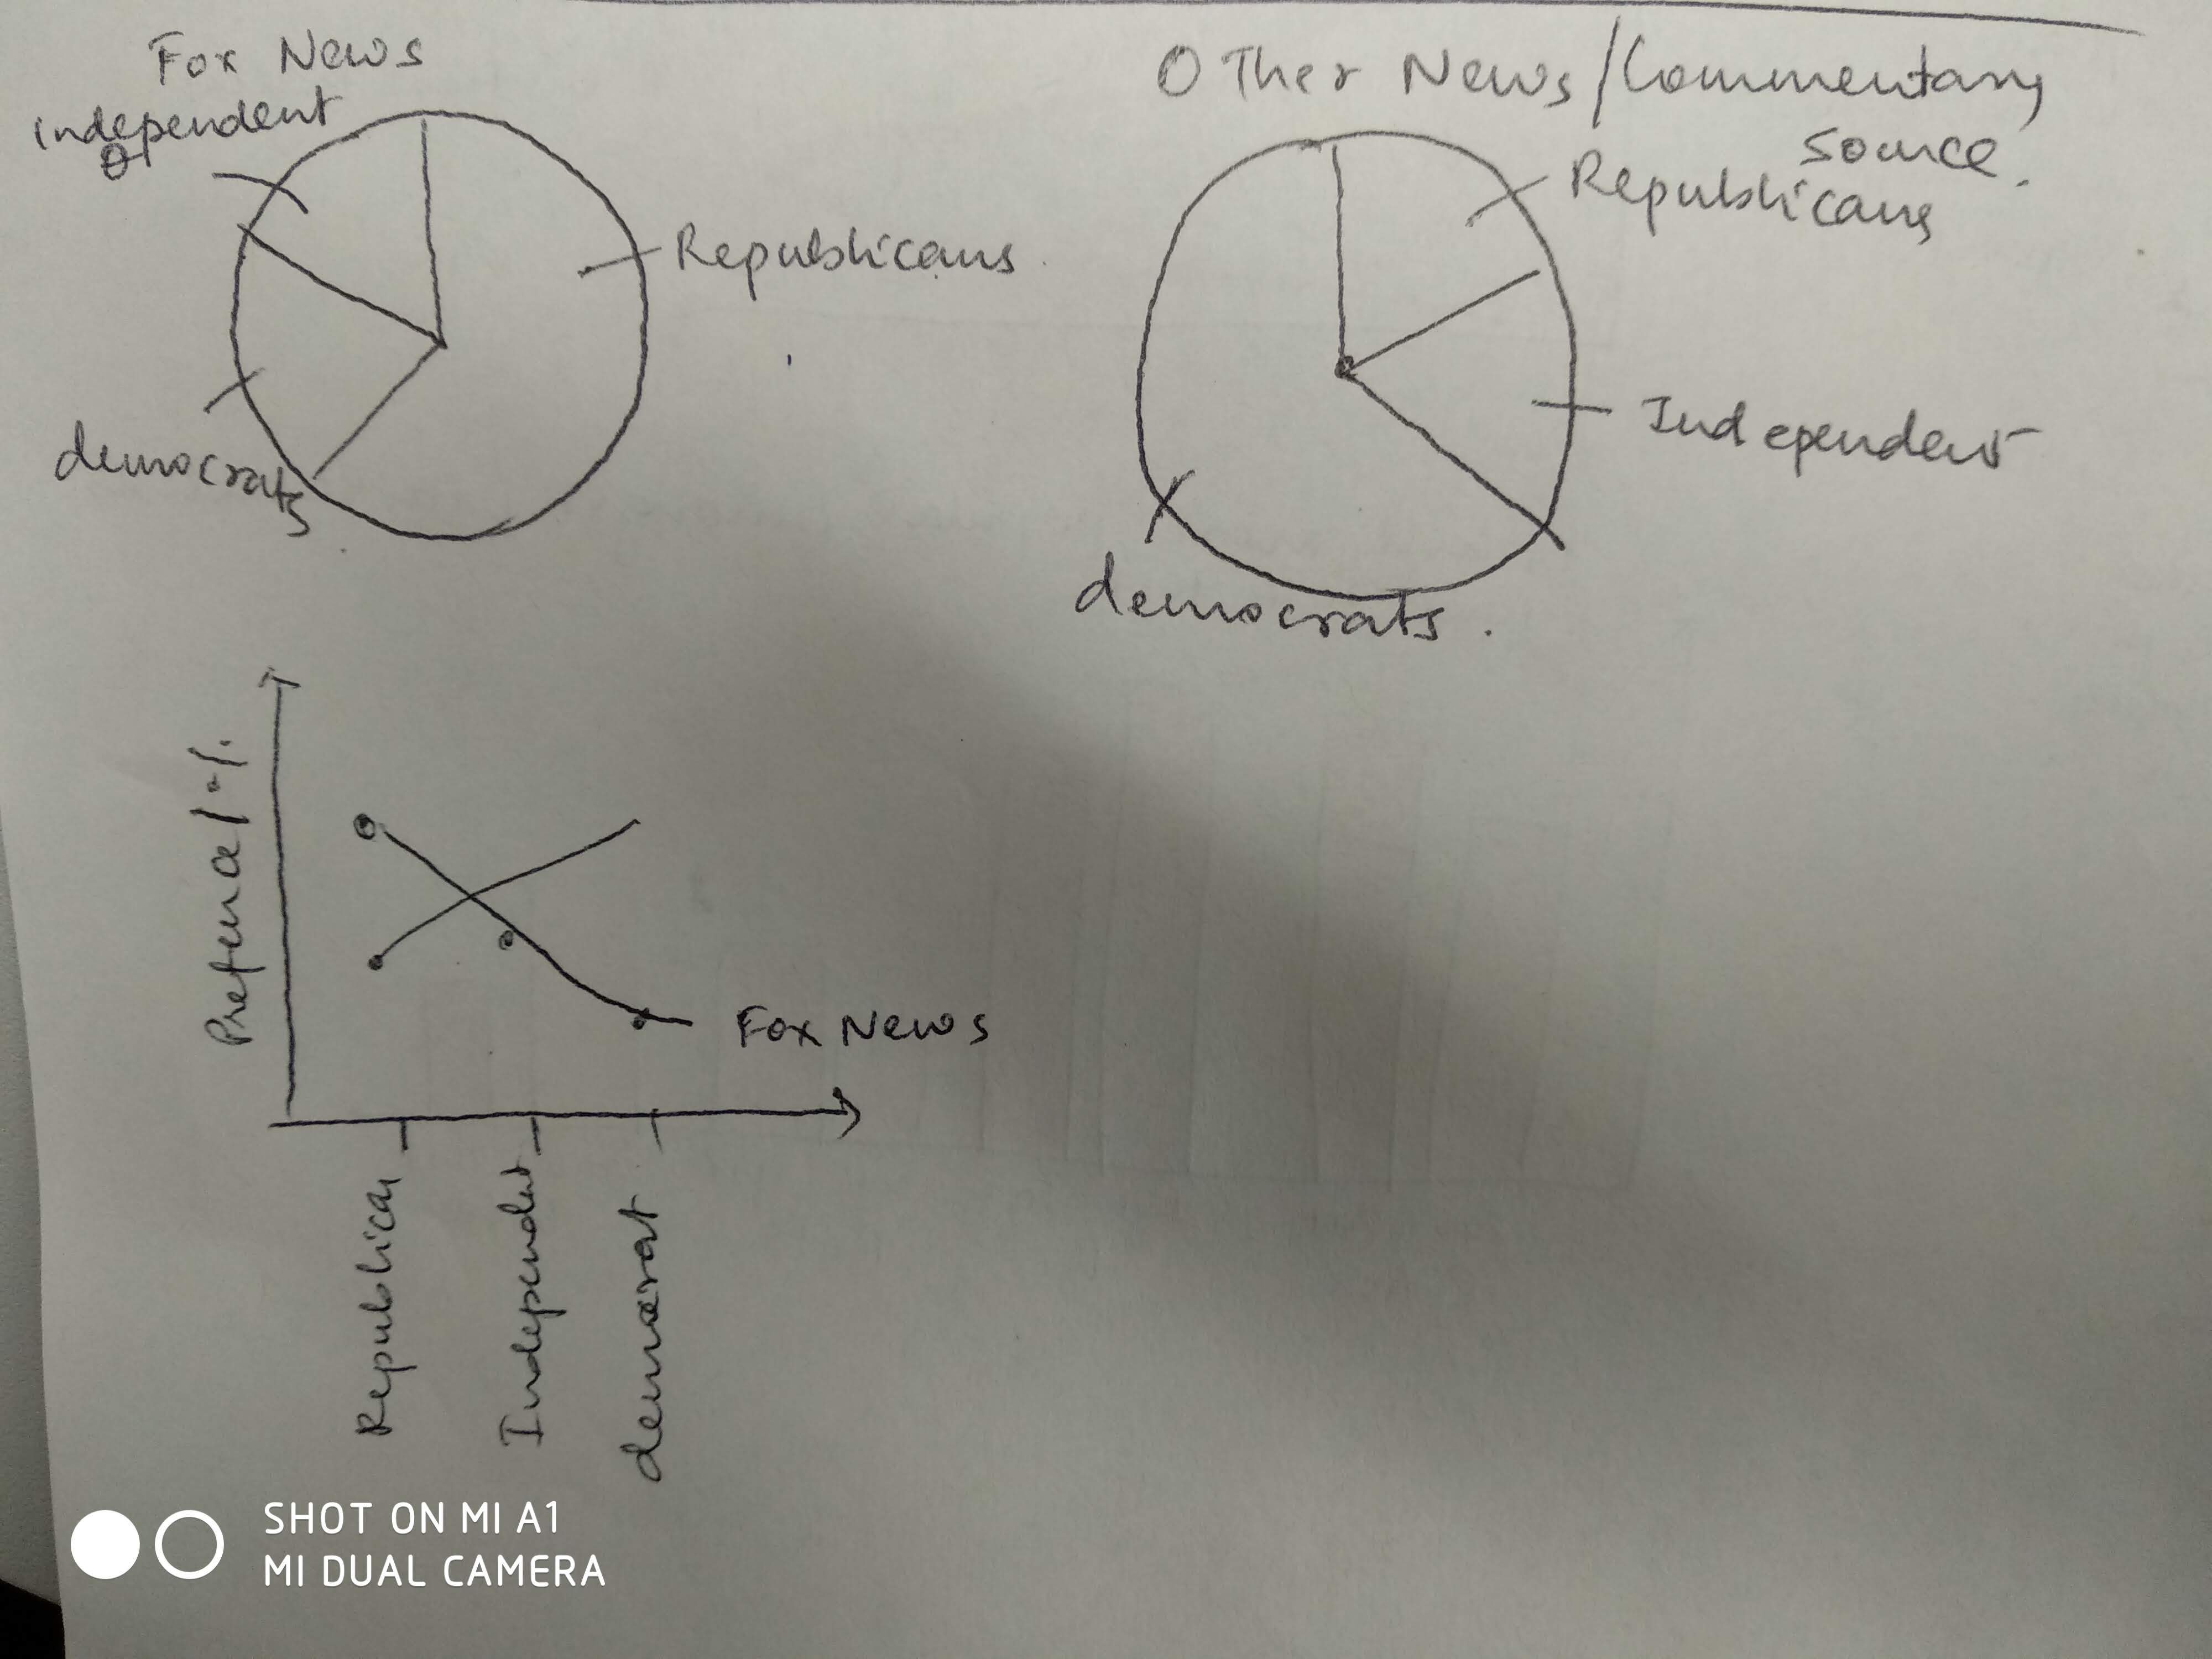 Fox News
independent
Republicans
democrats
OTher News/Commentary
source.
Republicans
Independent
democrats.
Fox News
Republican
Independent
democrat
SHOT ON MI A1
MI DUAL CAMERA